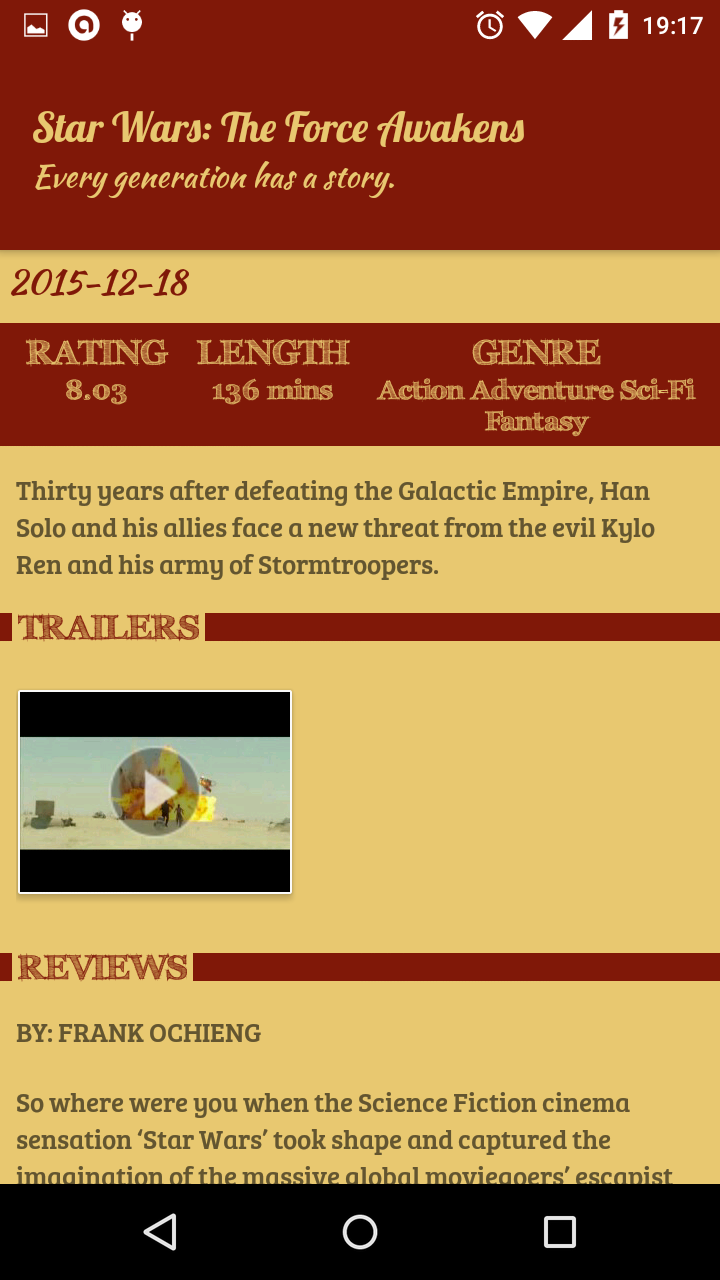 19:17
Star Wars: The Force Awakens
Every generation has a story.
2015-12-18
RATING LENGTH GENRE
8.03 136 mins Action Adventure Sci-Fi
Fantasy
Thirty years after defeating the Galactic Empire, Han
Solo and his allies face a new threat from the evil Kylo
Ren and his army of Stormtroopers.
TRAILERS
REVIEWS
BY: FRANK OCHIENG
So where were you when the Science Fiction cinema
sensation ‘Star Wars’ took shape and captured the
imagination of the massive global moviegoers’ escapist